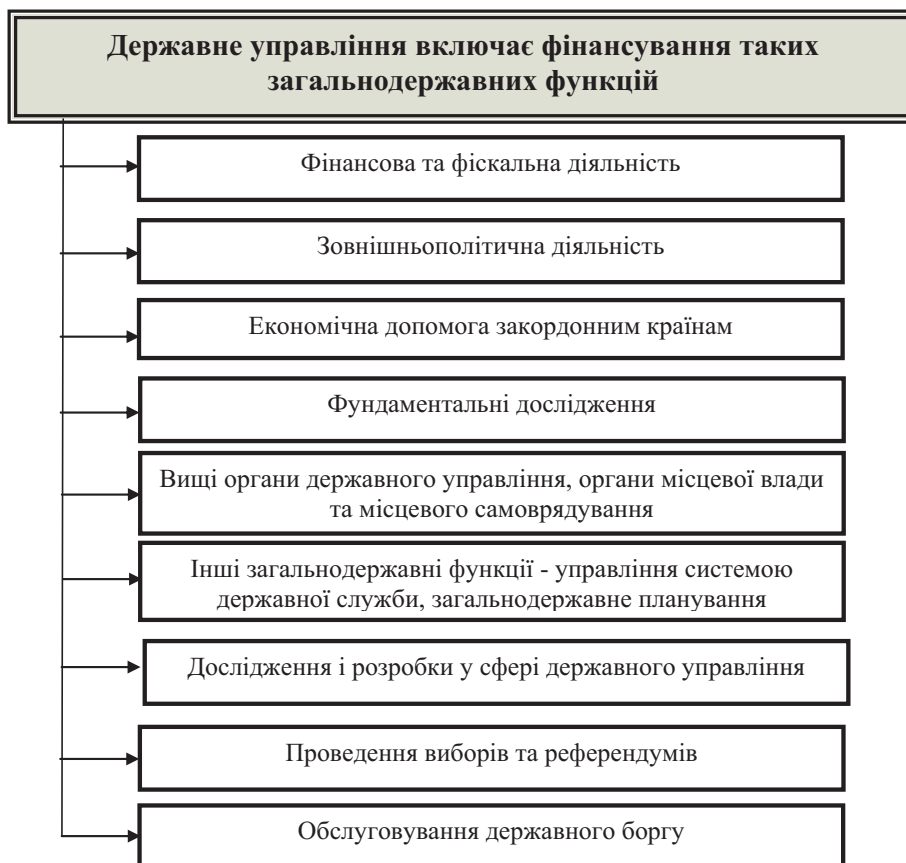 Державне управління включає фінансування таких
загальнодержавних функцій
Фінансова та фіскальна діяльність
Зовнішньополітична діяльність
Економічна допомога закордонним країнам
Фундаментальні дослідження
Вищі органи державного управління, органи місцевої влади
та місцевого самоврядування
Інші загальнодержавні функції - управління системою
державної служби, загальнодержавне планування
Дослідження і розробки у сфері державного управління
Проведення виборів та референдумів
Обслуговування державного боргу